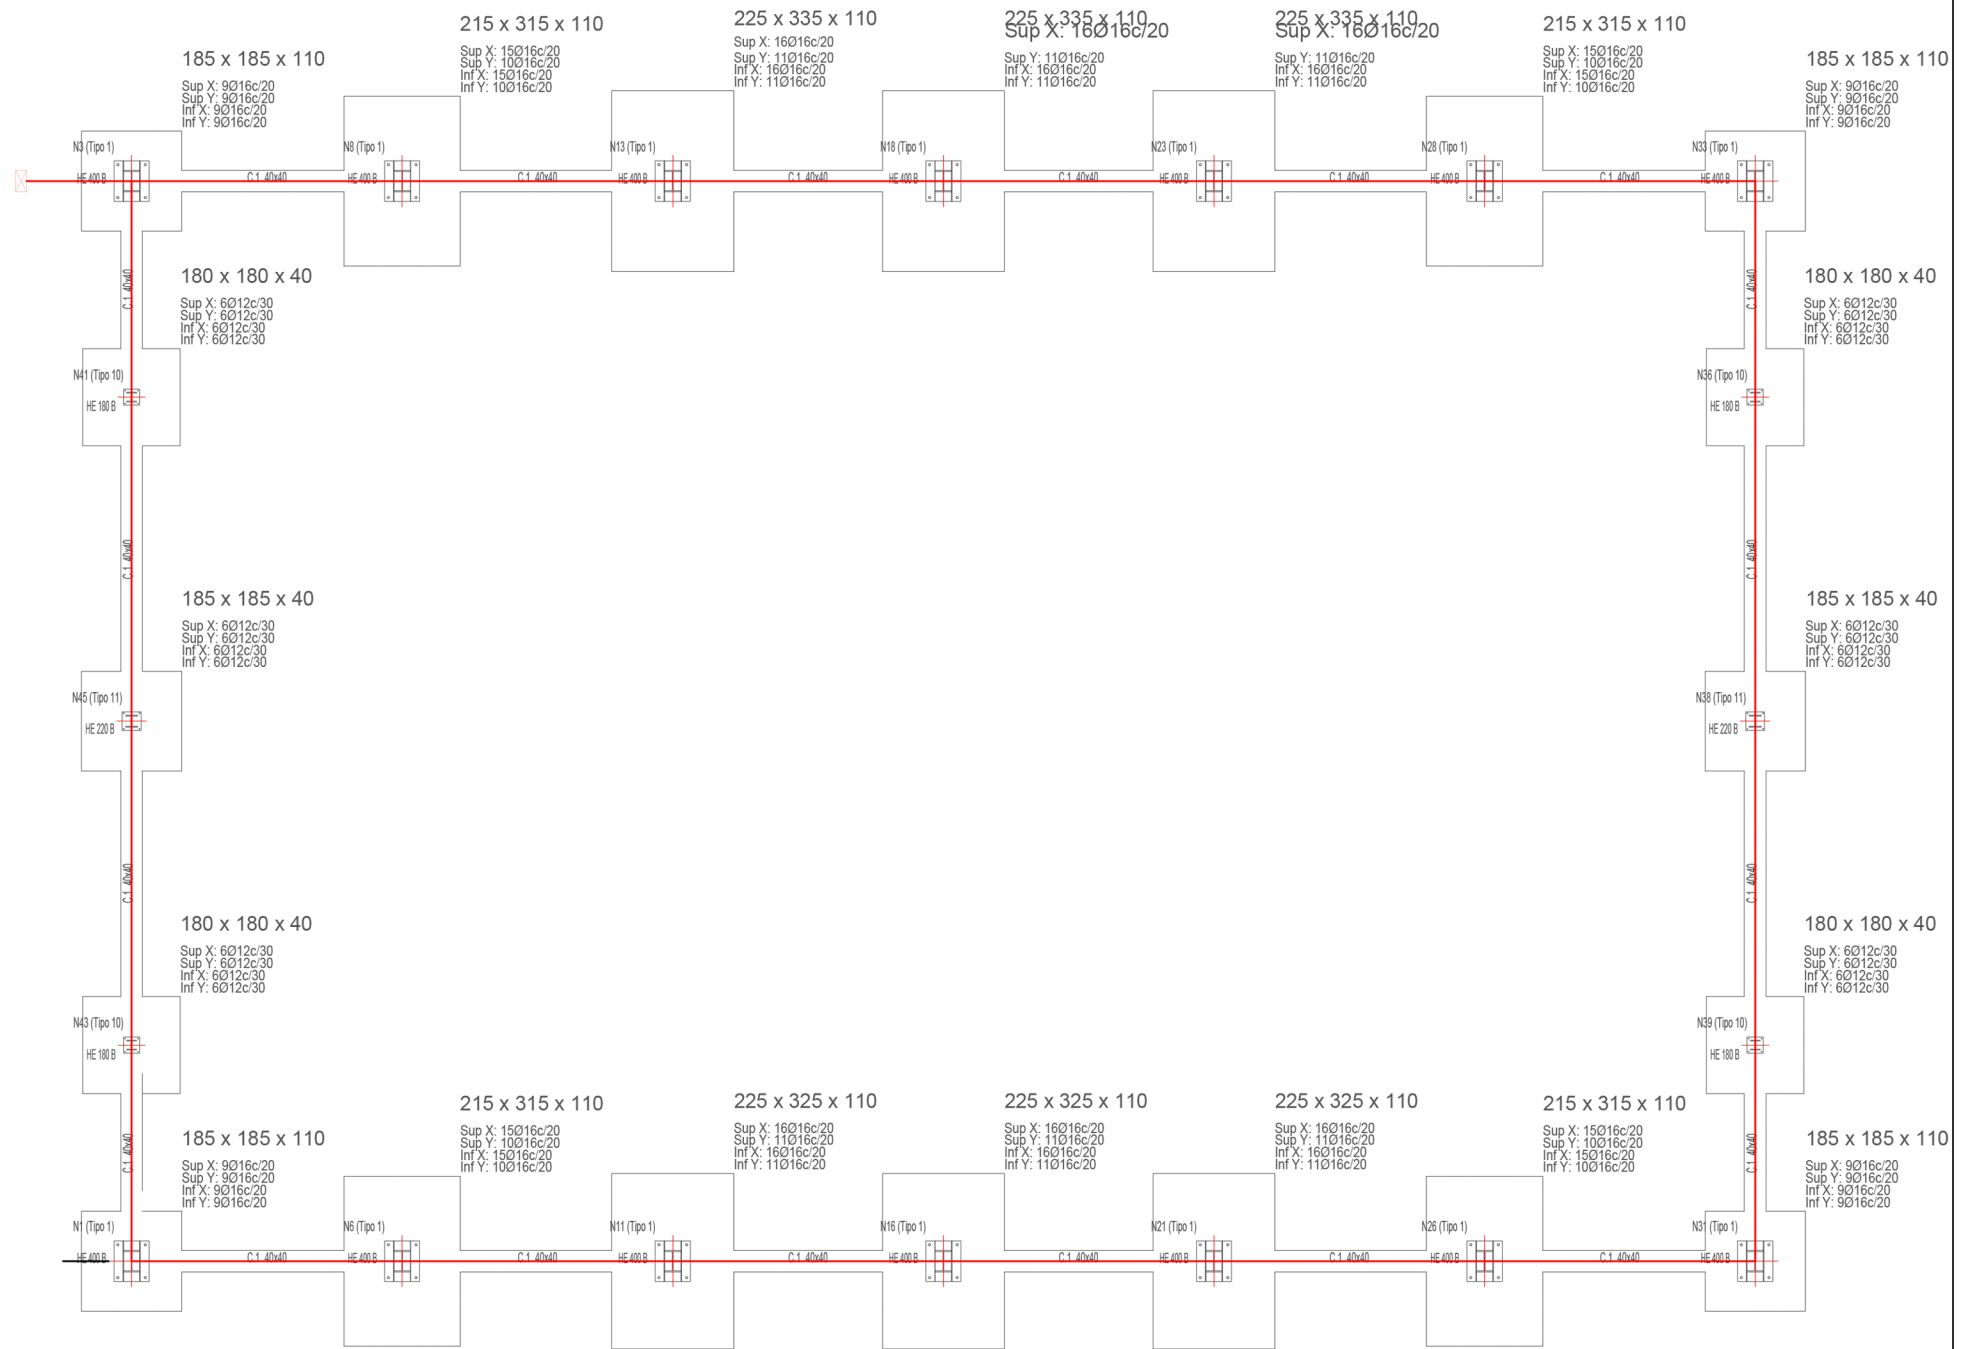 185 x 185 x 110
Sup X: 9Ø16c/20
Sup Y: 9Ø16c/20
Inf X: 9Ø16c/20
Inf Y: 9Ø16c/20
215 x 315 x 110
Sup X: 15Ø16c/20
Sup Y: 10Ø16c/20
Inf X: 15Ø16c/20
Inf Y: 10Ø16c/20
225 x 335 x 110
Sup X: 16Ø16c/20
Sup Y: 11Ø16c/20
Inf X: 16Ø16c/20
Inf Y: 11Ø16c/20
225 x 335 x 110
Sup X: 16Ø16c/20
Sup Y: 11Ø16c/20
Inf X: 16Ø16c/20
Inf Y: 11Ø16c/20
225 x 335 x 110
Sup X: 16Ø16c/20
Sup Y: 11Ø16c/20
Inf X: 16Ø16c/20
Inf Y: 11Ø16c/20
215 x 315 x 110
Sup X: 15Ø16c/20
Sup Y: 10Ø16c/20
Inf X: 15Ø16c/20
Inf Y: 10Ø16c/20
185 x 185 x 110
Sup X: 9Ø16c/20
Sup Y: 9Ø16c/20
Inf X: 9Ø16c/20
Inf Y: 9Ø16c/20
N3 (Tipo 1)
HE 400 B
C.1 40x40
N8 (Tipo 1)
HE 400 B
C.1 40x40
N13 (Tipo 1)
HE 400 B
C.1 40x40
N18 (Tipo 1)
HE 400 B
C.1 40x40
N23 (Tipo 1)
HE 400 B
C.1 40x40
N28 (Tipo 1)
HE 400 B
C.1 40x40
N33 (Tipo 1)
HE 400 B
C.1 40x40
180 x 180 x 40
Sup X: 6Ø12c/30
Sup Y: 6Ø12c/30
Inf X: 6Ø12c/30
Inf Y: 6Ø12c/30
C.1 40x40
180 x 180 x 40
Sup X: 6Ø12c/30
Sup Y: 6Ø12c/30
Inf X: 6Ø12c/30
Inf Y: 6Ø12c/30
N41 (Tipo 10)
HE 180 B
N36 (Tipo 10)
HE 180 B
C.1 40x40
C.1 40x40
185 x 185 x 40
Sup X: 6Ø12c/30
Sup Y: 6Ø12c/30
Inf X: 6Ø12c/30
Inf Y: 6Ø12c/30
185 x 185 x 40
Sup X: 6Ø12c/30
Sup Y: 6Ø12c/30
Inf X: 6Ø12c/30
Inf Y: 6Ø12c/30
N45 (Tipo 11)
HE 220 B
N38 (Tipo 11)
HE 220 B
C.1 40x40
C.1 40x40
180 x 180 x 40
Sup X: 6Ø12c/30
Sup Y: 6Ø12c/30
Inf X: 6Ø12c/30
Inf Y: 6Ø12c/30
180 x 180 x 40
Sup X: 6Ø12c/30
Sup Y: 6Ø12c/30
Inf X: 6Ø12c/30
Inf Y: 6Ø12c/30
N43 (Tipo 10)
HE 180 B
N39 (Tipo 10)
HE 180 B
C.1 40x40
C.1 40x40
185 x 185 x 110
Sup X: 9Ø16c/20
Sup Y: 9Ø16c/20
Inf X: 9Ø16c/20
Inf Y: 9Ø16c/20
215 x 315 x 110
Sup X: 15Ø16c/20
Sup Y: 10Ø16c/20
Inf X: 15Ø16c/20
Inf Y: 10Ø16c/20
225 x 325 x 110
Sup X: 16Ø16c/20
Sup Y: 11Ø16c/20
Inf X: 16Ø16c/20
Inf Y: 11Ø16c/20
225 x 325 x 110
Sup X: 16Ø16c/20
Sup Y: 11Ø16c/20
Inf X: 16Ø16c/20
Inf Y: 11Ø16c/20
225 x 325 x 110
Sup X: 16Ø16c/20
Sup Y: 11Ø16c/20
Inf X: 16Ø16c/20
Inf Y: 11Ø16c/20
215 x 315 x 110
Sup X: 15Ø16c/20
Sup Y: 10Ø16c/20
Inf X: 15Ø16c/20
Inf Y: 10Ø16c/20
185 x 185 x 110
Sup X: 9Ø16c/20
Sup Y: 9Ø16c/20
Inf X: 9Ø16c/20
Inf Y: 9Ø16c/20
N1 (Tipo 1)
HE 400 B
C.1 40x40
N6 (Tipo 1)
HE 400 B
C.1 40x40
N11 (Tipo 1)
HE 400 B
C.1 40x40
N16 (Tipo 1)
HE 400 B
C.1 40x40
N21 (Tipo 1)
HE 400 B
C.1 40x40
N26 (Tipo 1)
HE 400 B
C.1 40x40
N31 (Tipo 1)
HE 400 B